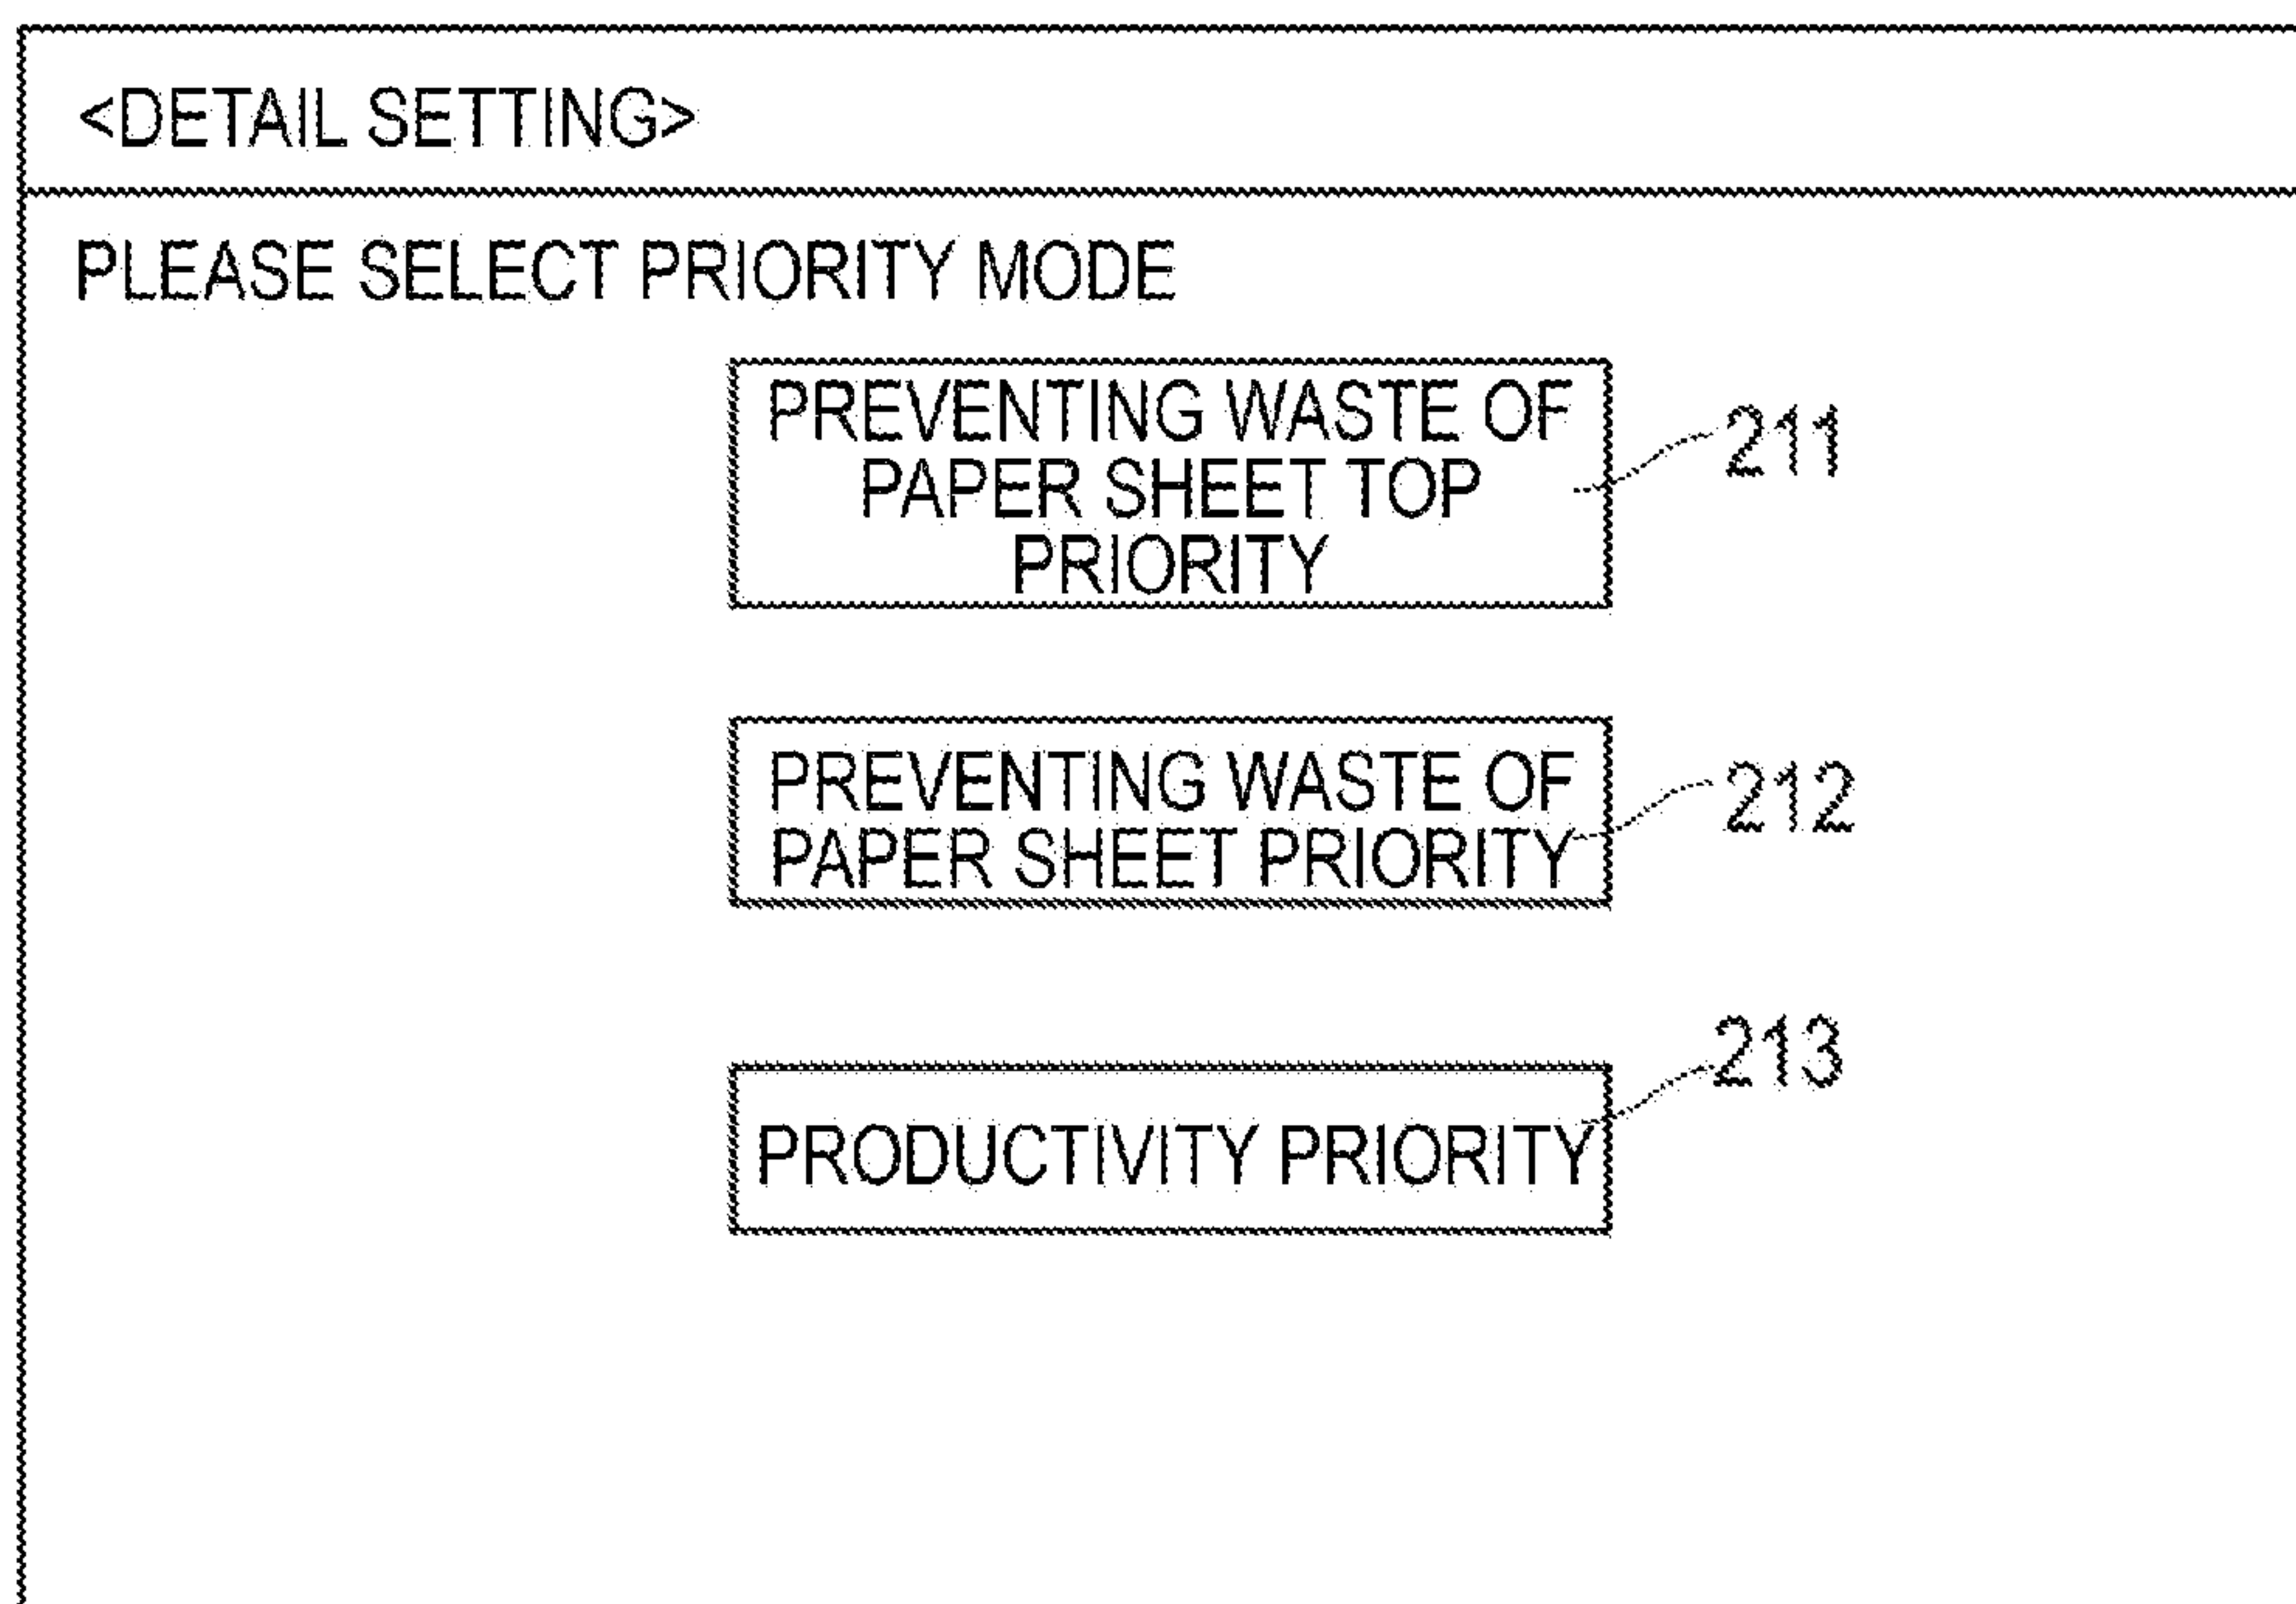 <DETAIL SETTING>
PLEASE SELECT PRIORITY MODE
PREVENTING WASTE OF
PAPER SHEET TOP
PRIORITY
211
PREVENTING WASTE OF
PAPER SHEET PRIORITY
212
PRODUCTIVITY PRIORITY
213